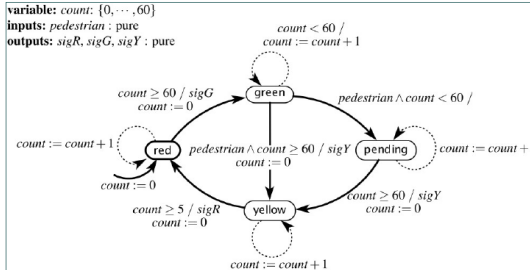 variable: count: {0, ⋯ , 60}
inputs: pedestrian : pure
outputs: sigR, sigG, sigY : pure
count < 60 /
count := count + 1
green
count ≥ 60 / sigG
count := 0
pedestrian ∧ count < 60 /
count := count + 1
red
pedestrian ∧ count ≥ 60 / sigY
count := 0
pending
count := count +
count := 0
count ≥ 5 / sigR
count := 0
yellow
count ≥ 60 / sigY
count := 0
count := count + 1